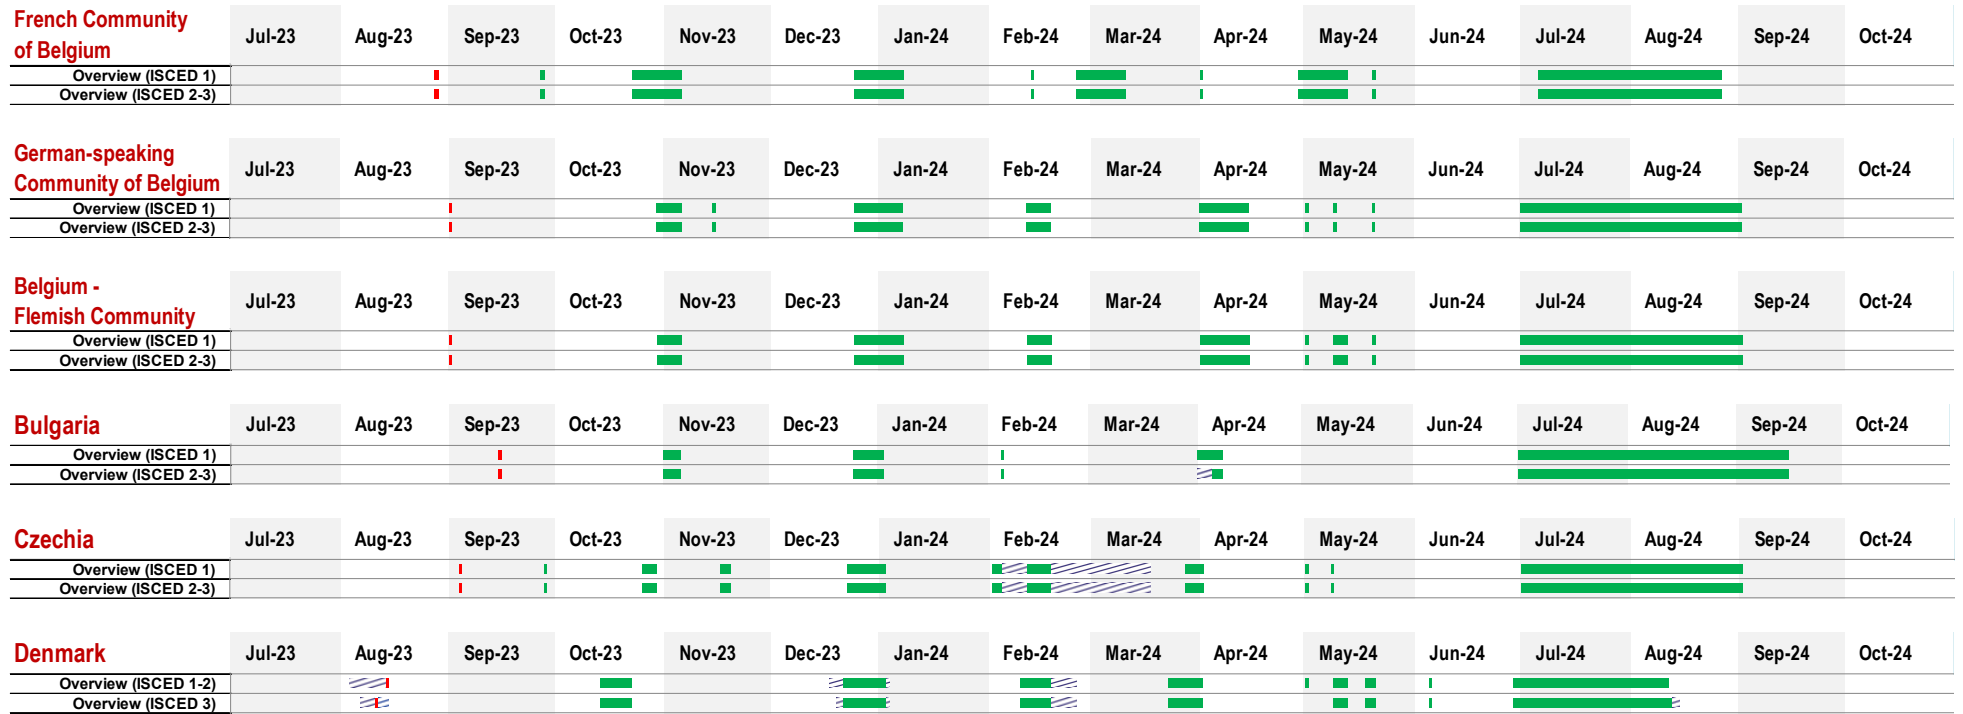 French Community
of Belgium
Jul-23 Aug-23 Sep-23 Oct-23 Nov-23 Dec-23 Jan-24 Feb-24 Mar-24 Apr-24 May-24 Jun-24 Jul-24 Aug-24 Sep-24 Oct-24
Overview (ISCED 1)
Overview (ISCED 2-3)
German-speaking
Community of Belgium
Jul-23 Aug-23 Sep-23 Oct-23 Nov-23 Dec-23 Jan-24 Feb-24 Mar-24 Apr-24 May-24 Jun-24 Jul-24 Aug-24 Sep-24 Oct-24
Overview (ISCED 1)
Overview (ISCED 2-3)
Belgium -
Flemish Community
Jul-23 Aug-23 Sep-23 Oct-23 Nov-23 Dec-23 Jan-24 Feb-24 Mar-24 Apr-24 May-24 Jun-24 Jul-24 Aug-24 Sep-24 Oct-24
Overview (ISCED 1)
Overview (ISCED 2-3)
Bulgaria Jul-23 Aug-23 Sep-23 Oct-23 Nov-23 Dec-23 Jan-24 Feb-24 Mar-24 Apr-24 May-24 Jun-24 Jul-24 Aug-24 Sep-24 Oct-24
Overview (ISCED 1)
Overview (ISCED 2-3)
Czechia Jul-23 Aug-23 Sep-23 Oct-23 Nov-23 Dec-23 Jan-24 Feb-24 Mar-24 Apr-24 May-24 Jun-24 Jul-24 Aug-24 Sep-24 Oct-24
Overview (ISCED 1)
Overview (ISCED 2-3)
Denmark Jul-23 Aug-23 Sep-23 Oct-23 Nov-23 Dec-23 Jan-24 Feb-24 Mar-24 Apr-24 May-24 Jun-24 Jul-24 Aug-24 Sep-24 Oct-24
Overview (ISCED 1-2)
Overview (ISCED 3)